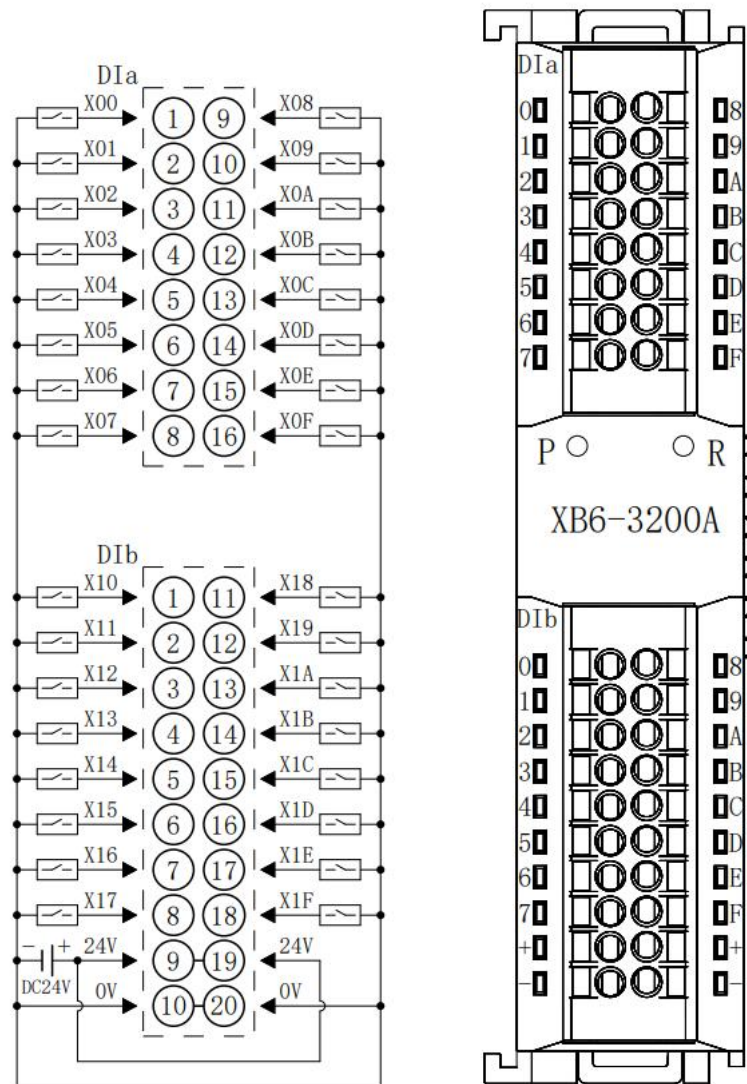 DIa
X00 1 9 X08
X01 2 10 X09
X02 3 11 X0A
X03 4 12 X0B
X04 5 13 X0C
X05 6 14 X0D
X06 7 15 X0E
X07 8 16 X0F
DIb
X10 1 11 X18
X11 2 12 X19
X12 3 13 X1A
X13 4 14 X1B
X14 5 15 X1C
X15 6 16 X1D
X16 7 17 X1E
X17 8 18 X1F
- + 24V 9 19 24V
DC24V
0V 10 20 0V
DIa
0 8
1 9
2 A
3 B
4 C
5 D
6 E
7 F
P R
XB6-3200A
DIb
0 8
1 9
2 A
3 B
4 C
5 D
6 E
7 F
+ +
- -